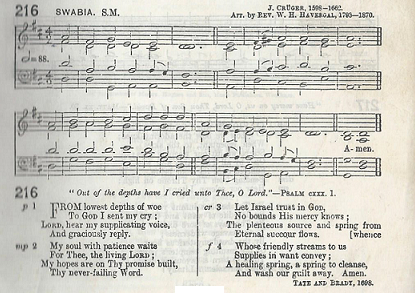 216 SWABIA. S.M.
J. CRÜGER, 1598—1662.
Arr. by REV. W. H. HAVERGAL, 1793—1870.
=88.
A- men.
216
"Out of the depths have I cried unto Thee, O Lord."—PSALM cxxx. 1.
p 1 FROM lowest depths of woe
To GOD I sent my cry;
LORD, hear my supplicating voice,
And graciously reply.
mp 2 My soul with patience waits
For Thee, the living LORD;
My hopes are on Thy promise built,
Thy never-failing Word.
cr 3 Let Israel trust in GOD,
No bounds His mercy knows;
The plenteous source and spring from
Eternal succour flows. [whence
f 4 Whose friendly streams to us
Supplies in want convey;
A healing spring, a spring to cleanse,
And wash our guilt away. Amen.
TATE AND BRADY, 1698.